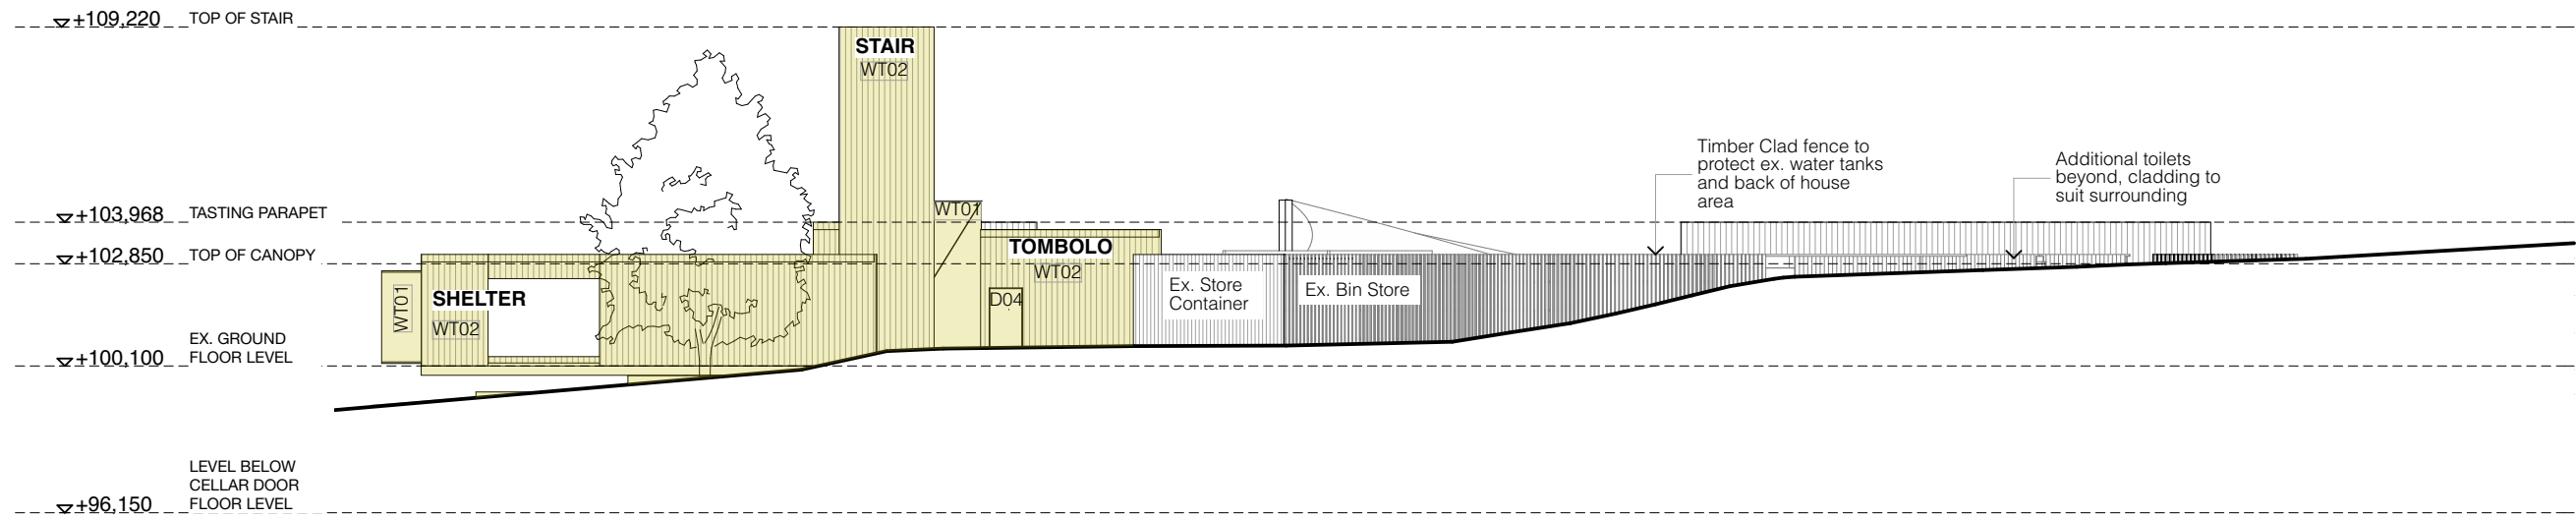 +109,220 TOP OF STAIR
STAIR
WT02
Timber Clad fence to
protect ex. water tanks
and back of house
area
Additional toilets
beyond, cladding to
suit surrounding
+103,968 TASTING PARAPET
WT01
TOMBOLO
WT02
+102,850 TOP OF CANOPY
WT01
SHELTER
WT02
D04
Ex. Store
Container
Ex. Bin Store
EX. GROUND
+100,100 FLOOR LEVEL
LEVEL BELOW
CELLAR DOOR
+96,150 FLOOR LEVEL